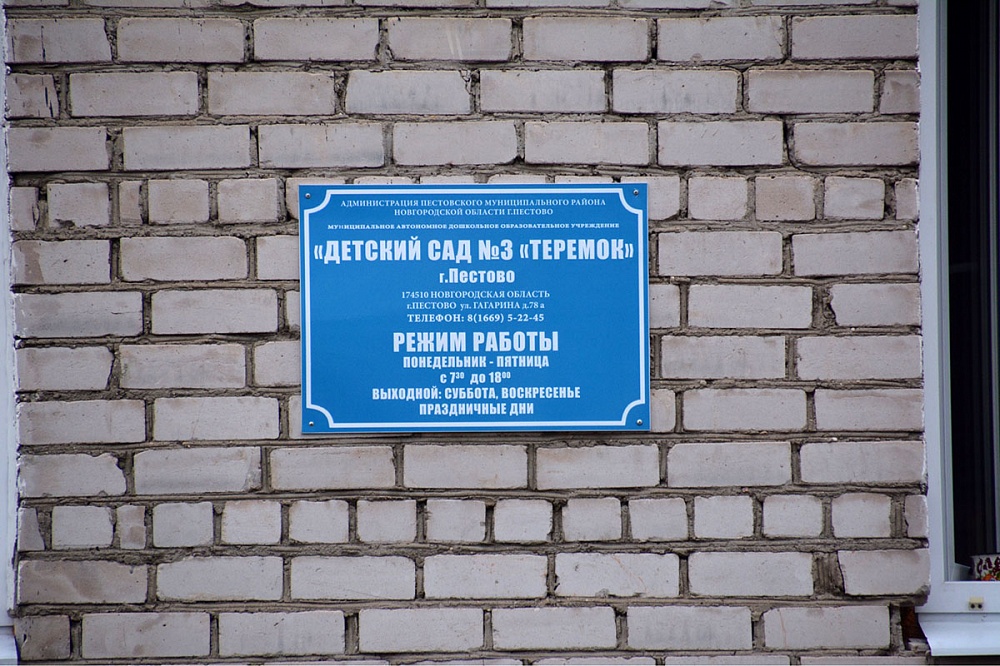 АДМИНИСТРАЦИЯ ПЕСТОВСКОГО МУНИЦИПАЛЬНОГО РАЙОНА
НОВГОРОДСКОЙ ОБЛАСТИ Г.ПЕСТОВО
МУНИЦИПАЛЬНОЕ АВТОНОМНОЕ ДОШКОЛЬНОЕ ОБРАЗОВАТЕЛЬНОЕ УЧРЕЖДЕНИЕ
«ДЕТСКИЙ САД №3 «ТЕРЕМОК»
г.Пестово
174510 НОВГОРОДСКАЯ ОБЛАСТЬ
г.ПЕСТОВО ул. ГАГАРИНА д.78 а
ТЕЛЕФОН: 8(1669) 5-22-45
РЕЖИМ РАБОТЫ
ПОНЕДЕЛЬНИК - ПЯТНИЦА
с 7³⁰ до 18⁰⁰
ВЫХОДНОЙ: СУББОТА, ВОСКРЕСЕНЬЕ
ПРАЗДНИЧНЫЕ ДНИ